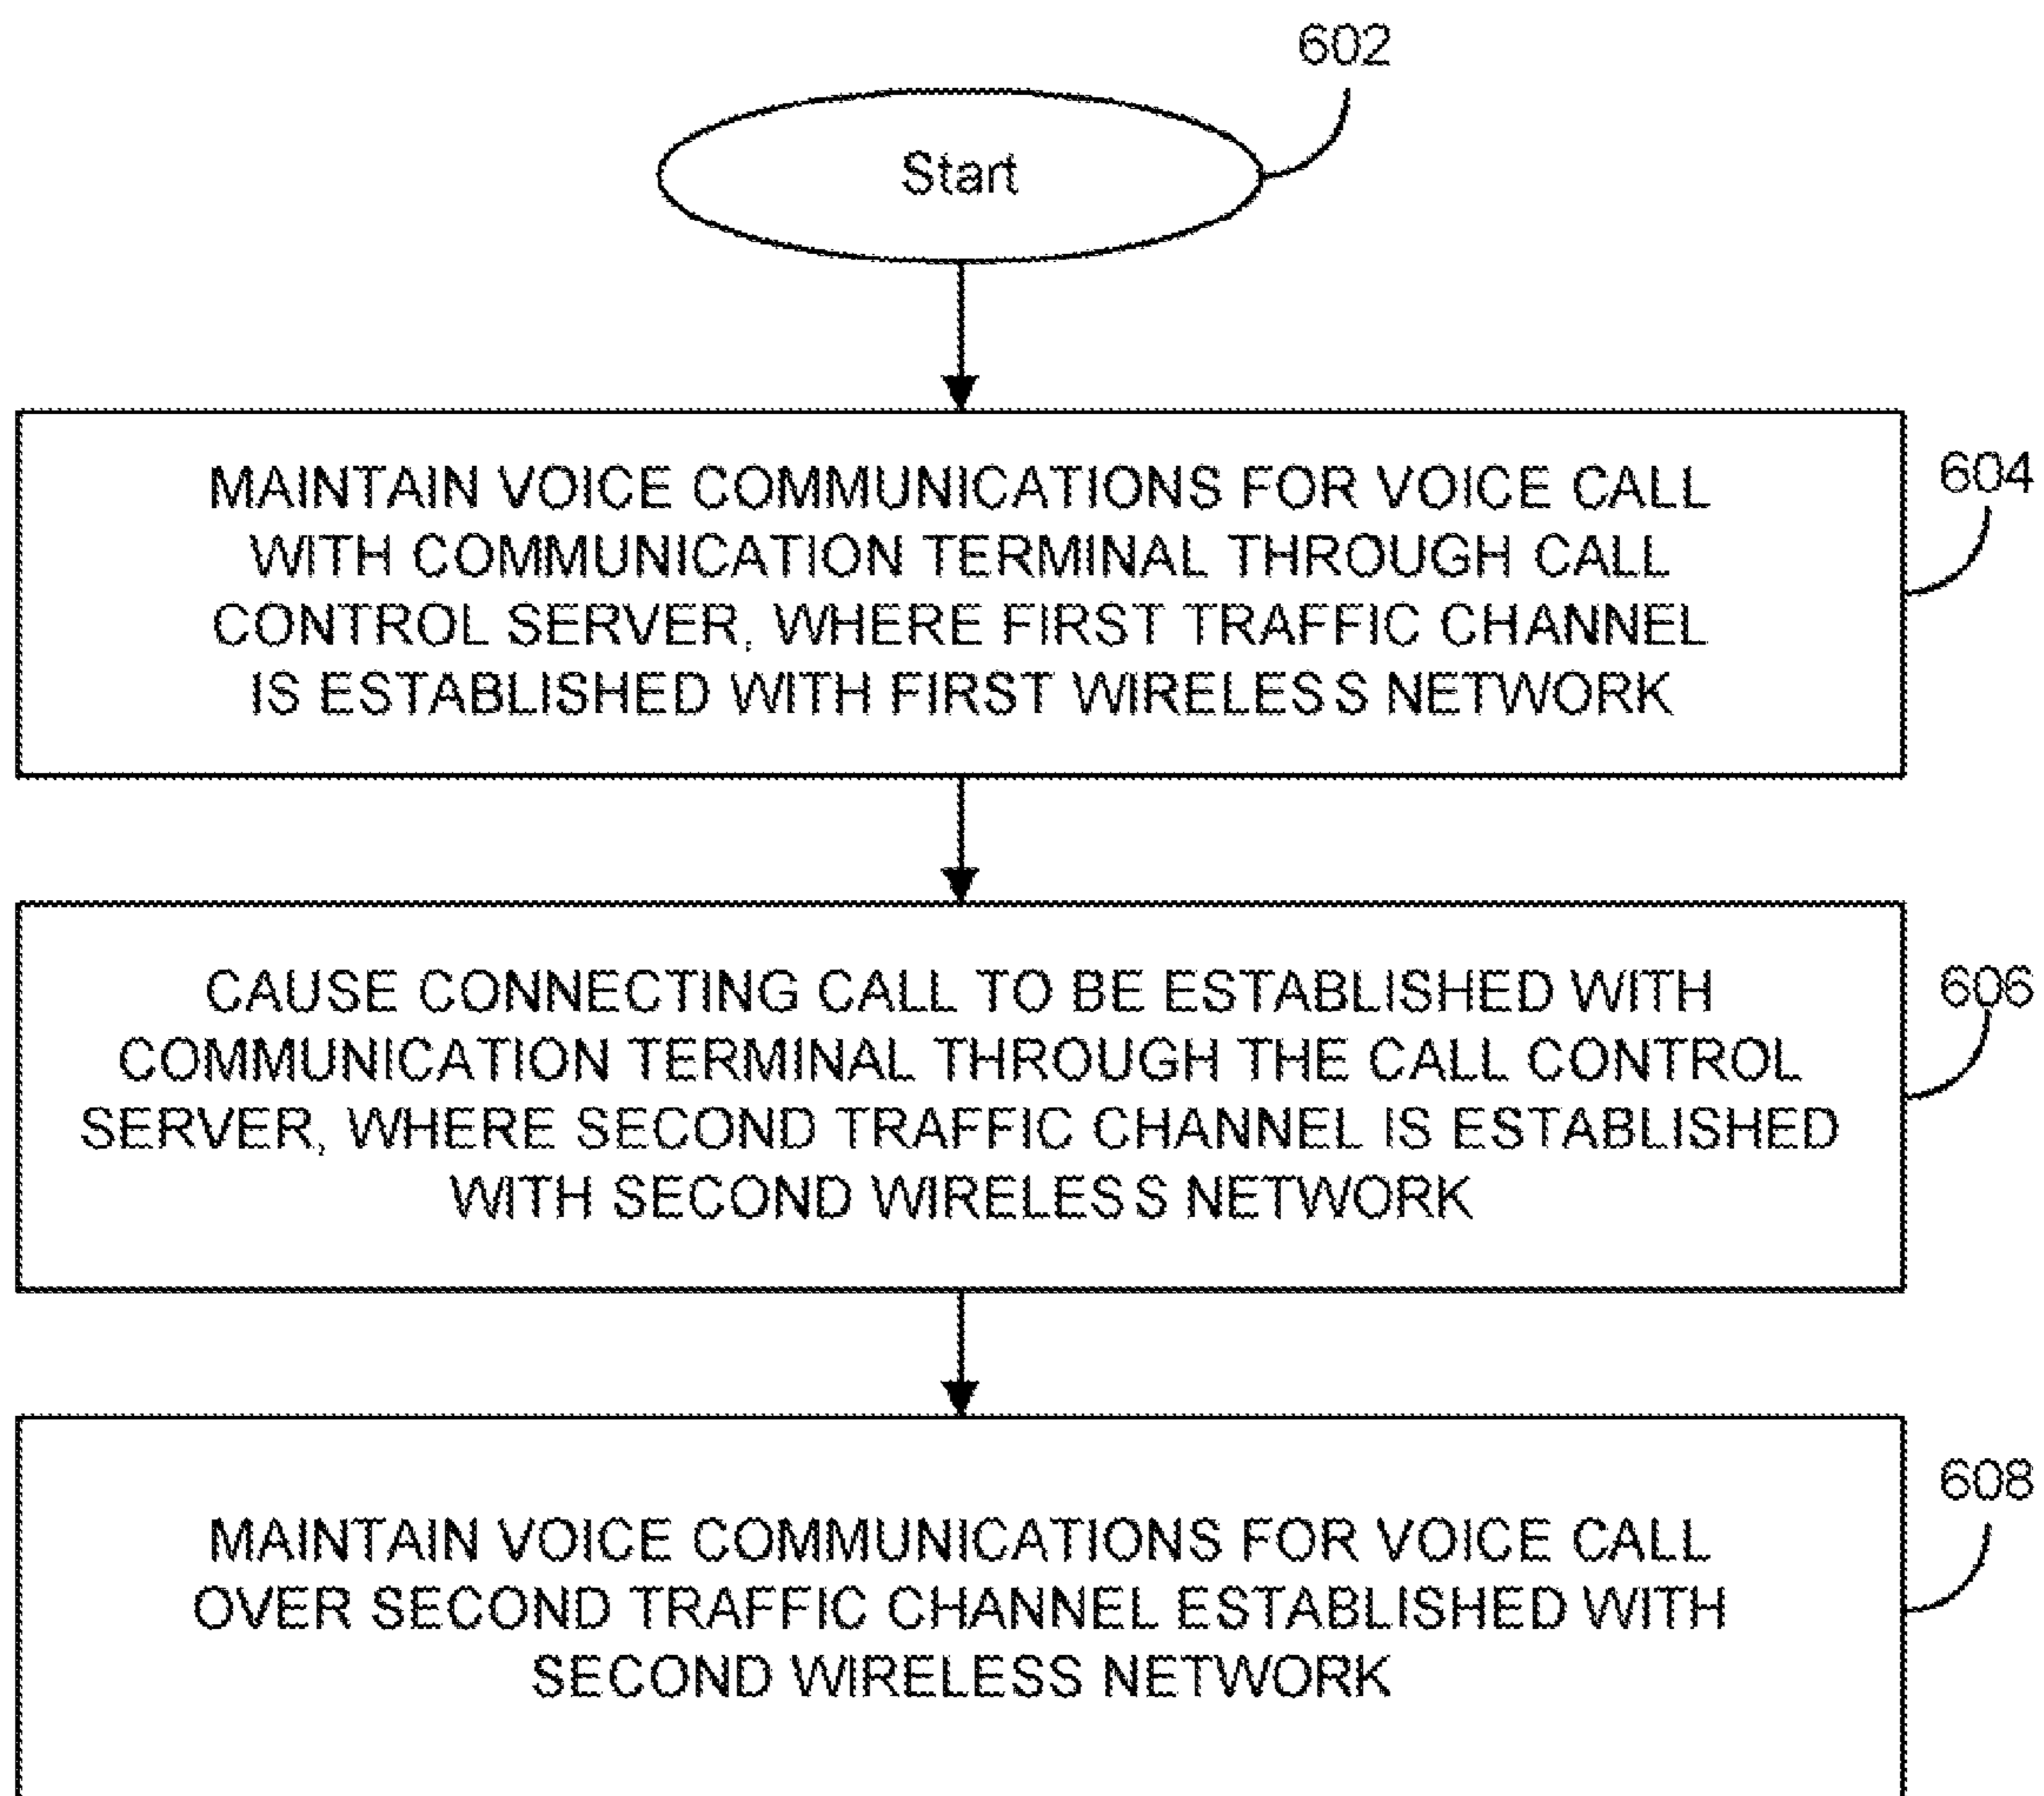 602
Start
MAINTAIN VOICE COMMUNICATIONS FOR VOICE CALL
WITH COMMUNICATION TERMINAL THROUGH CALL
CONTROL SERVER, WHERE FIRST TRAFFIC CHANNEL
IS ESTABLISHED WITH FIRST WIRELESS NETWORK
604
CAUSE CONNECTING CALL TO BE ESTABLISHED WITH
COMMUNICATION TERMINAL THROUGH THE CALL CONTROL
SERVER, WHERE SECOND TRAFFIC CHANNEL IS ESTABLISHED
WITH SECOND WIRELESS NETWORK
606
MAINTAIN VOICE COMMUNICATIONS FOR VOICE CALL
OVER SECOND TRAFFIC CHANNEL ESTABLISHED WITH
SECOND WIRELESS NETWORK
608